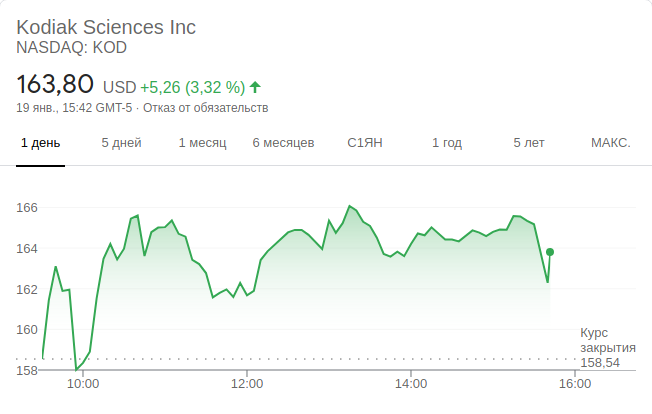 Kodiak Sciences Inc
NASDAQ: KOD
163,80 USD +5,26 (3,32 %)
19 янв., 15:42 GMT-5 · Отказ от обязательств
1 день 5 дней 1 месяц 6 месяцев С1ЯН 1 год 5 лет МАКС.
166
164
162
160
158
Курс
закрытия
158,54
10:00 12:00 14:00 16:00